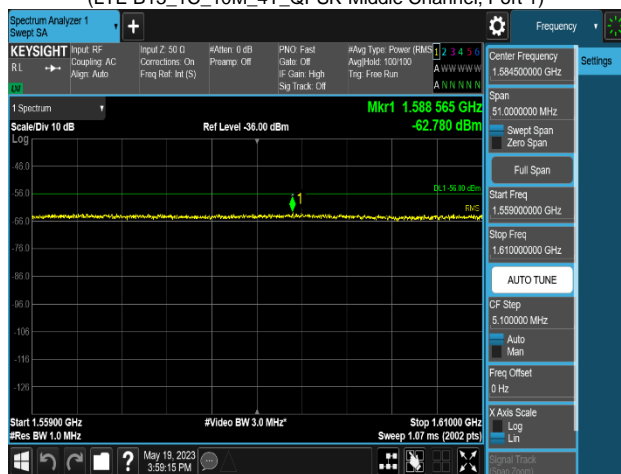 (LTE B13_1C_10M_4T_QPSK Middle Channel, Port 1)
Spectrum Analyzer 1
Swept SA
Frequency
KEYSIGHT
RL
Input: RF
Coupling: AC
Align: Auto
Input Z: 50 Ω
Corrections: On
Freq Ref: Int (S)
#Atten: 0 dB
Preamp: Off
PNO: Fast
Gate: Off
IF Gain: High
Sig Track: Off
#Avg Type: Power (RMS
Avg|Hold: 100/100
Trig: Free Run
1 2 3 4 5 6
A W W W W W
A N N N N N
Settings
Center Frequency
1.584500000 GHz
Span
51.0000000 MHz
Swept Span
Zero Span
Full Span
Start Freq
1.559000000 GHz
Stop Freq
1.610000000 GHz
AUTO TUNE
CF Step
5.100000 MHz
Auto
Man
Freq Offset
0 Hz
X Axis Scale
Log
Lin
Signal Track
(Span Zoom)
1 Spectrum
Mkr1 1.588 565 GHz
-62.780 dBm
Scale/Div 10 dB
Ref Level -36.00 dBm
Log
-46.0
-56.0
DL1 -56.00 dBm
1
RMS
-66.0
-76.0
-86.0
-96.0
-106
-116
-126
Start 1.55900 GHz
#Video BW 3.0 MHz*
Stop 1.61000 GHz
#Res BW 1.0 MHz
Sweep 1.07 ms (2002 pts)
?
May 19, 2023
3:59:15 PM